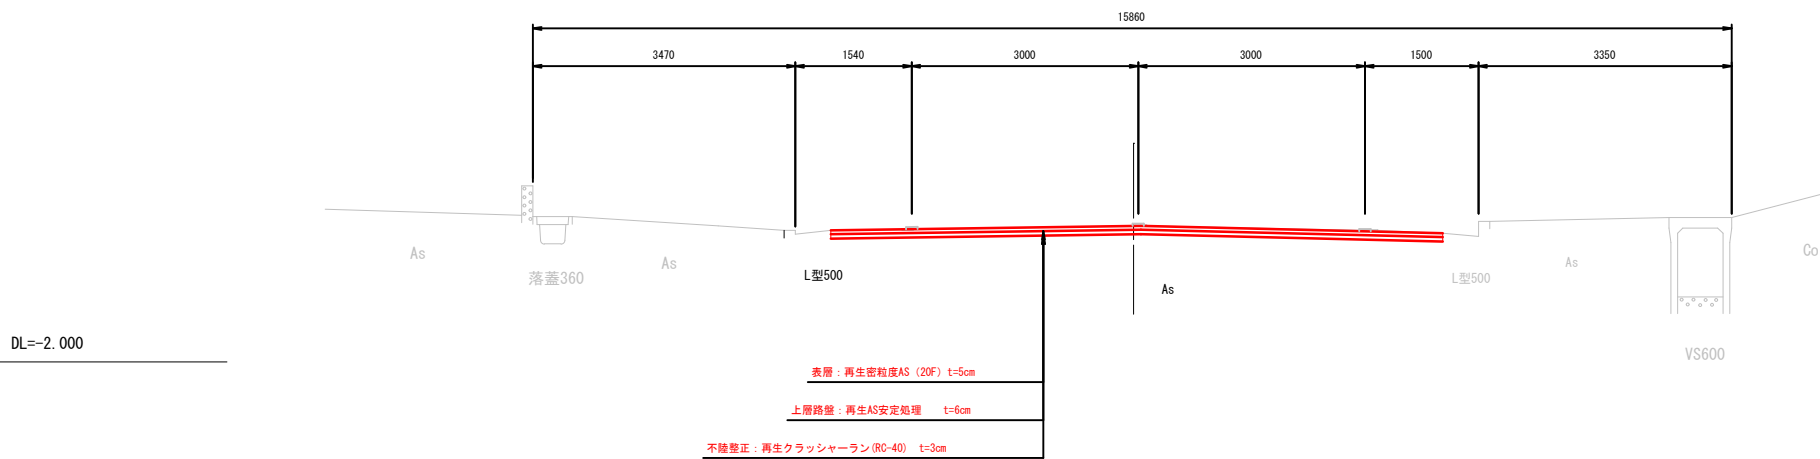 15860
3470 1540 3000 3000 1500 3350
As
落蓋360
As
L型500
As
L型500
As
Co
VS600
DL=-2.000
表層：再生密粒度AS（20F）t=5cm
上層路盤：再生AS安定処理　　t=6cm
不陸整正：再生クラッシャーラン(RC-40)　t=3cm